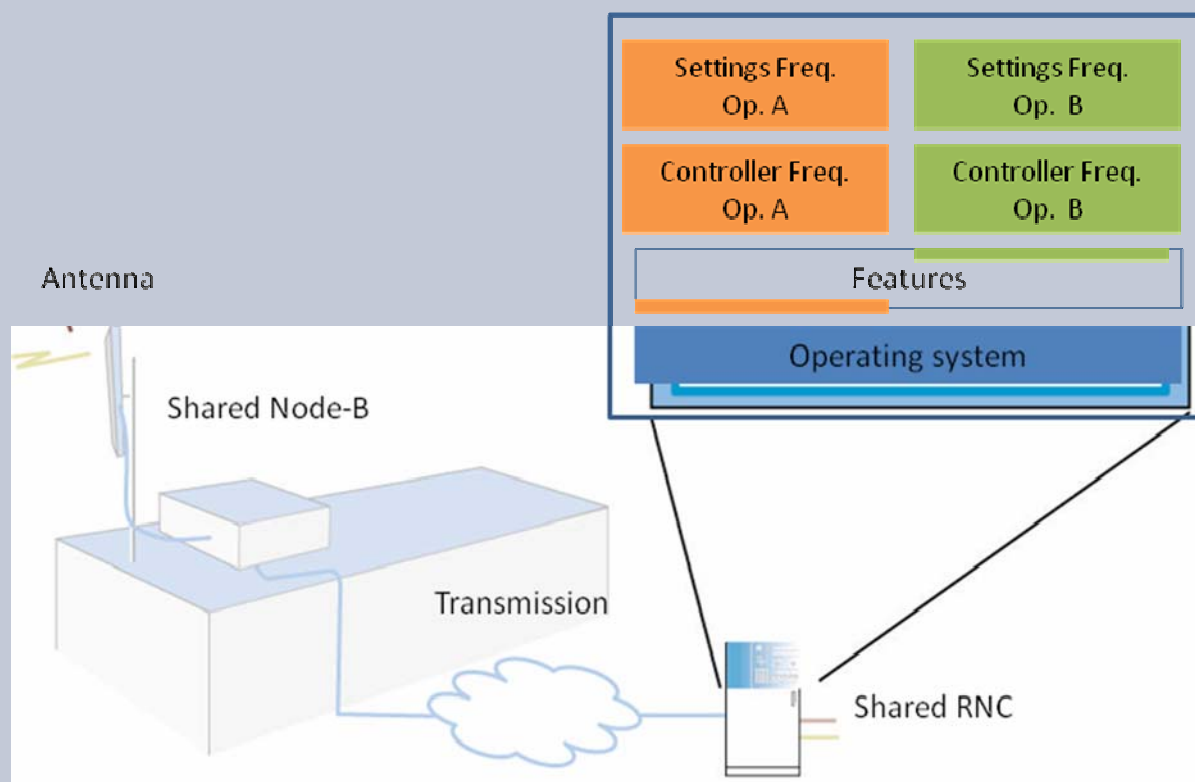 Settings Freq.
Op. A
Settings Freq.
Op. B
Controller Freq.
Op. A
Controller Freq.
Op. B
Antenna
Features
Operating system
Shared Node-B
Transmission
Shared RNC